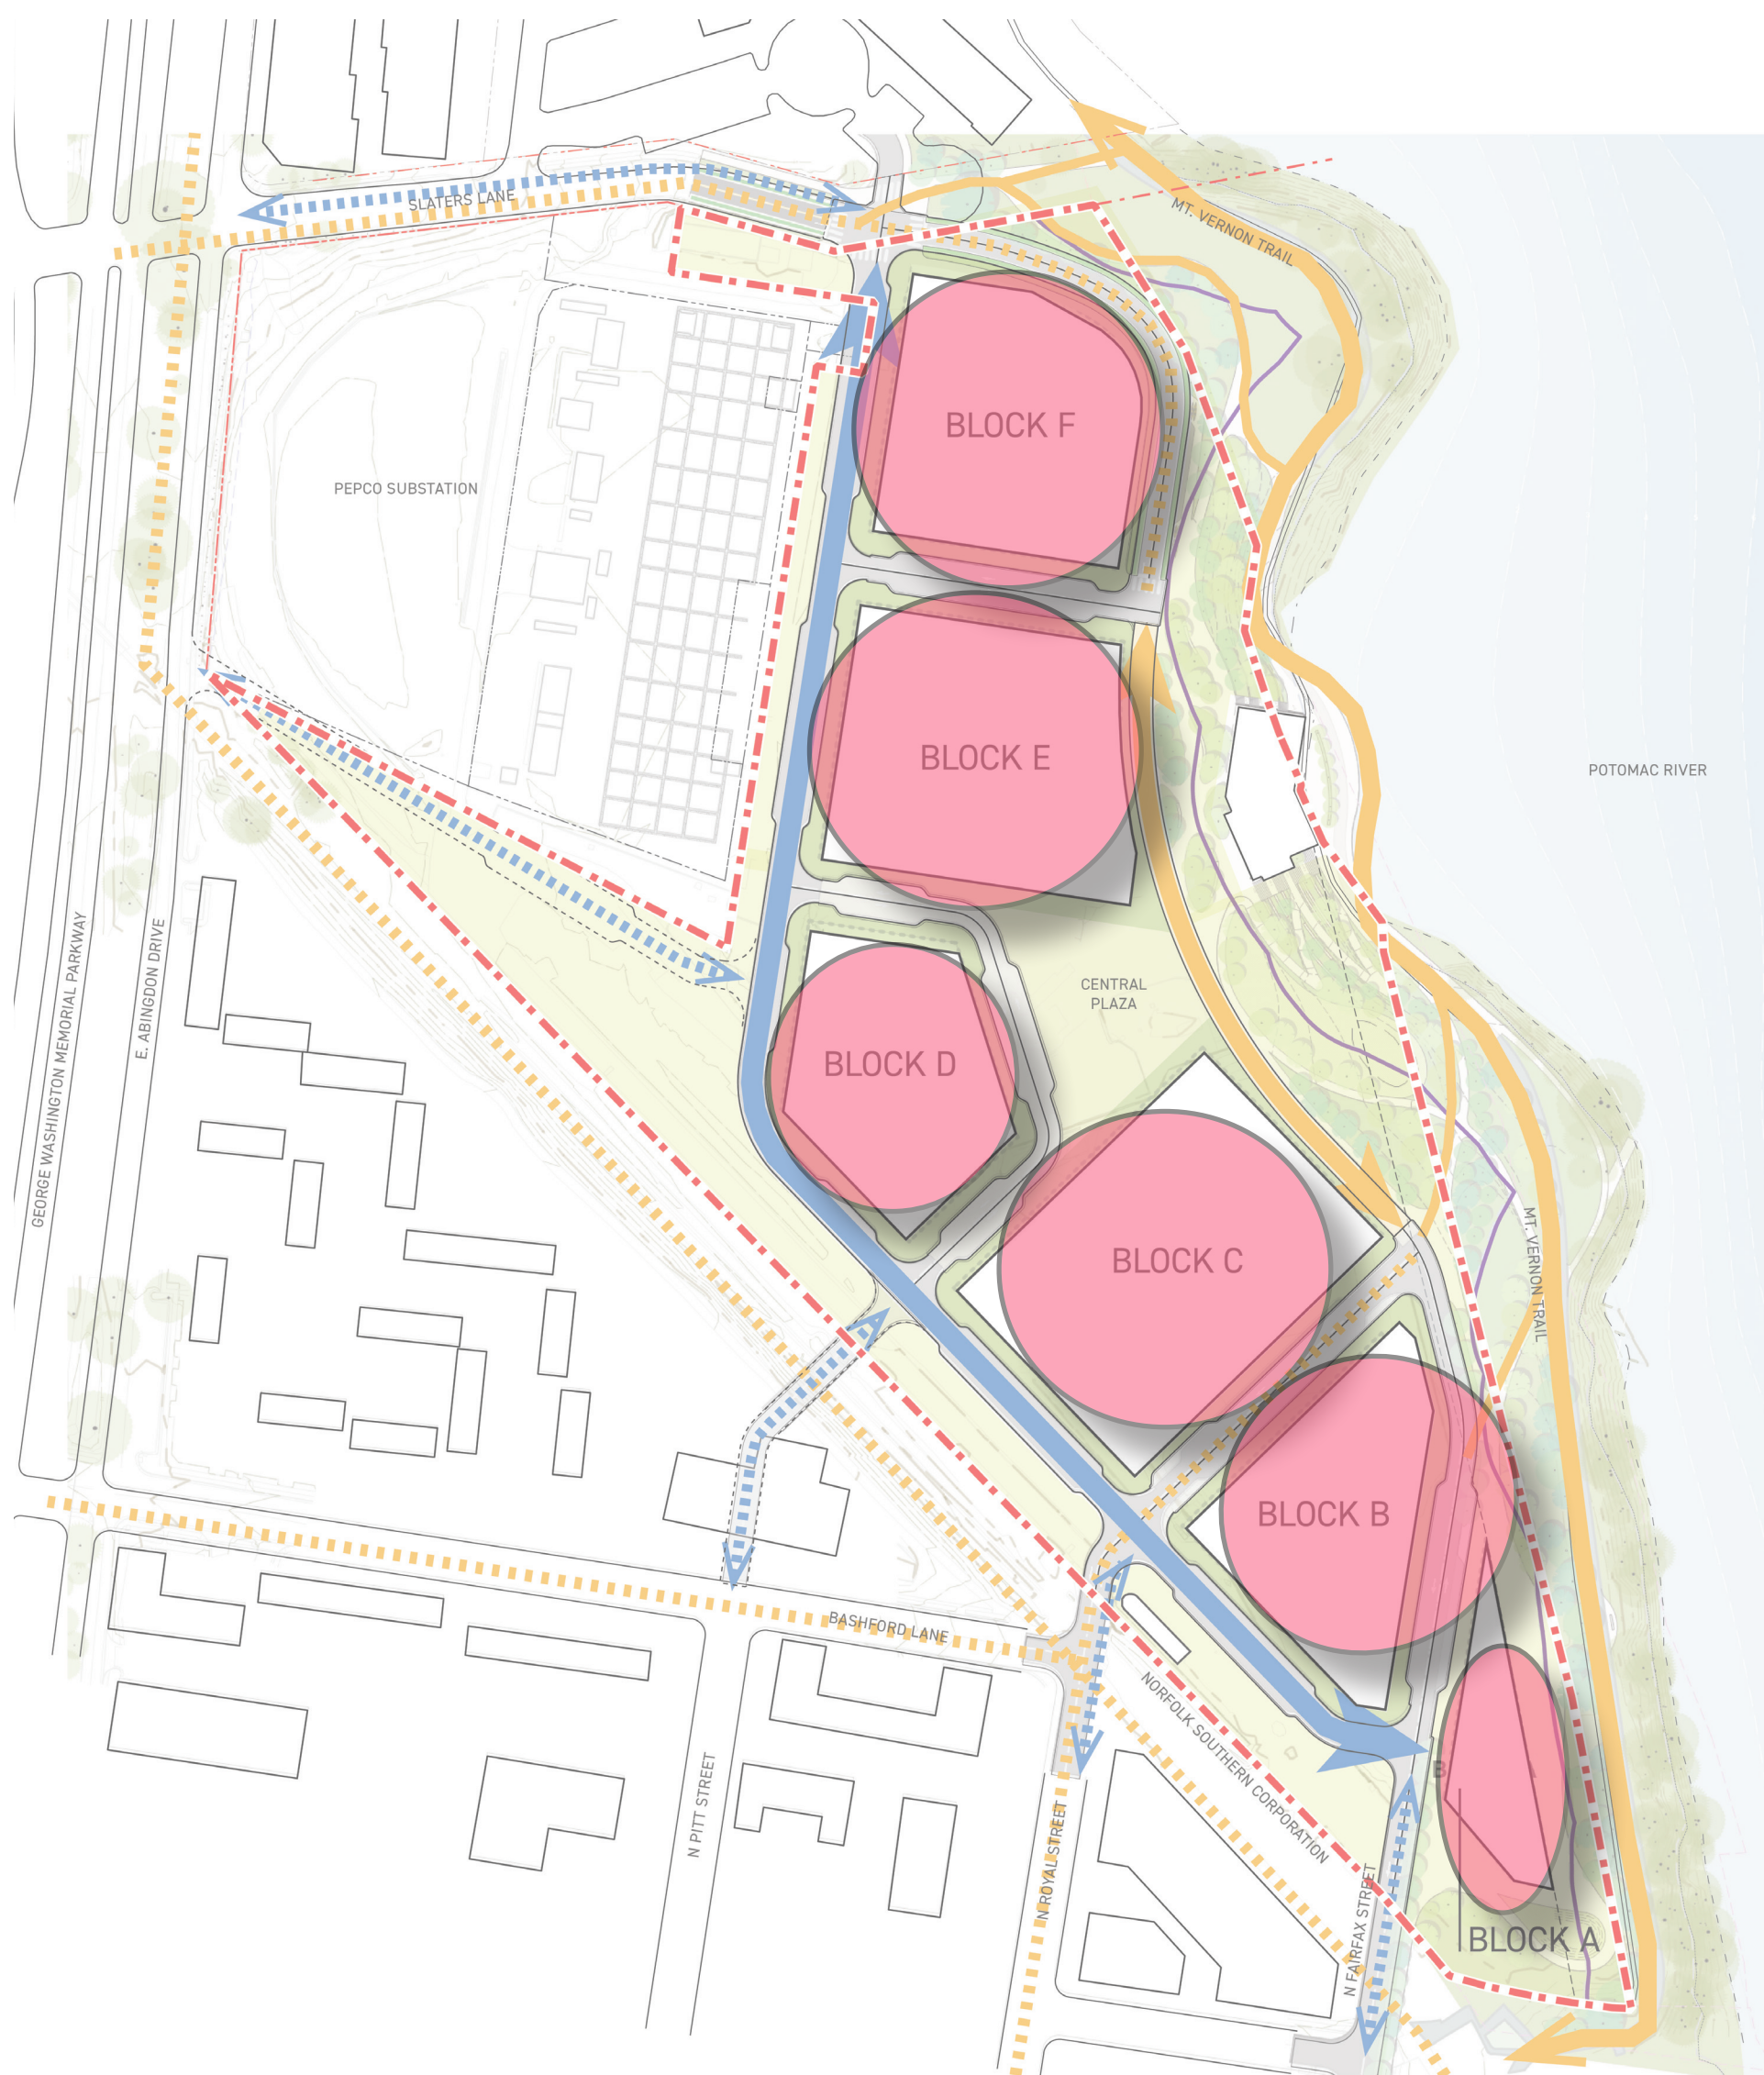 SLATERS LANE
MT. VERNON TRAIL
BLOCK F
PEPCO SUBSTATION
BLOCK E
POTOMAC RIVER
CENTRAL
PLAZA
BLOCK D
GEORGE WASHINGTON MEMORIAL PARKWAY
E. ABINGDON DRIVE
BLOCK C
MT. VERNON TRAIL
BLOCK B
BASHFORD LANE
NORFOLK SOUTHERN CORPORATION
N PITT STREET
N ROYAL STREET
N FAIRFAX STREET
B
BLOCK A